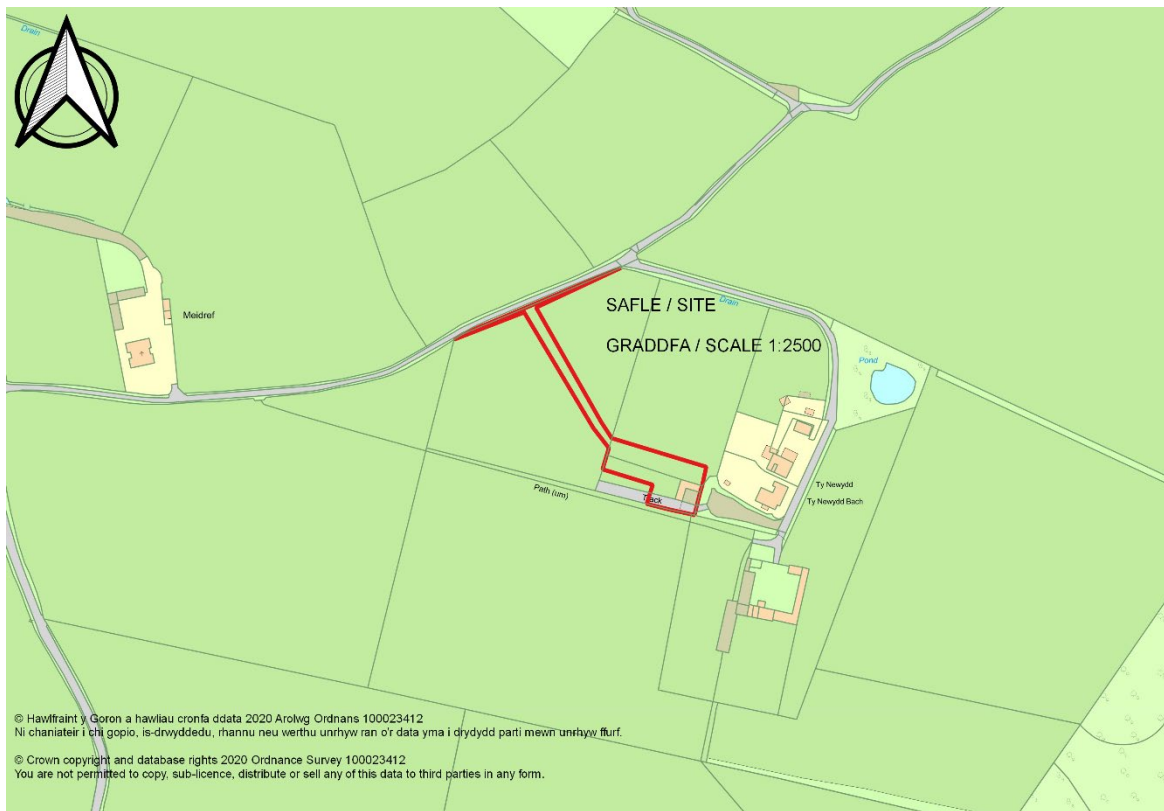 Drain
SAFLE / SITE
Drain
Meidref
GRADDFA / SCALE 1:2500
Pond
Ty Newydd
Path (um)
Track
Ty Newydd Bach
© Hawlfraint y Goron a hawliau cronfa ddata 2020 Arolwg Ordnans 100023412
Ni chaniateir i chi gopio, is-drwyddedu, rhannu neu werthu unrhyw ran o'r data yma i drydydd parti mewn unrhyw ffurf.
© Crown copyright and database rights 2020 Ordnance Survey 100023412
You are not permitted to copy, sub-licence, distribute or sell any of this data to third parties in any form.